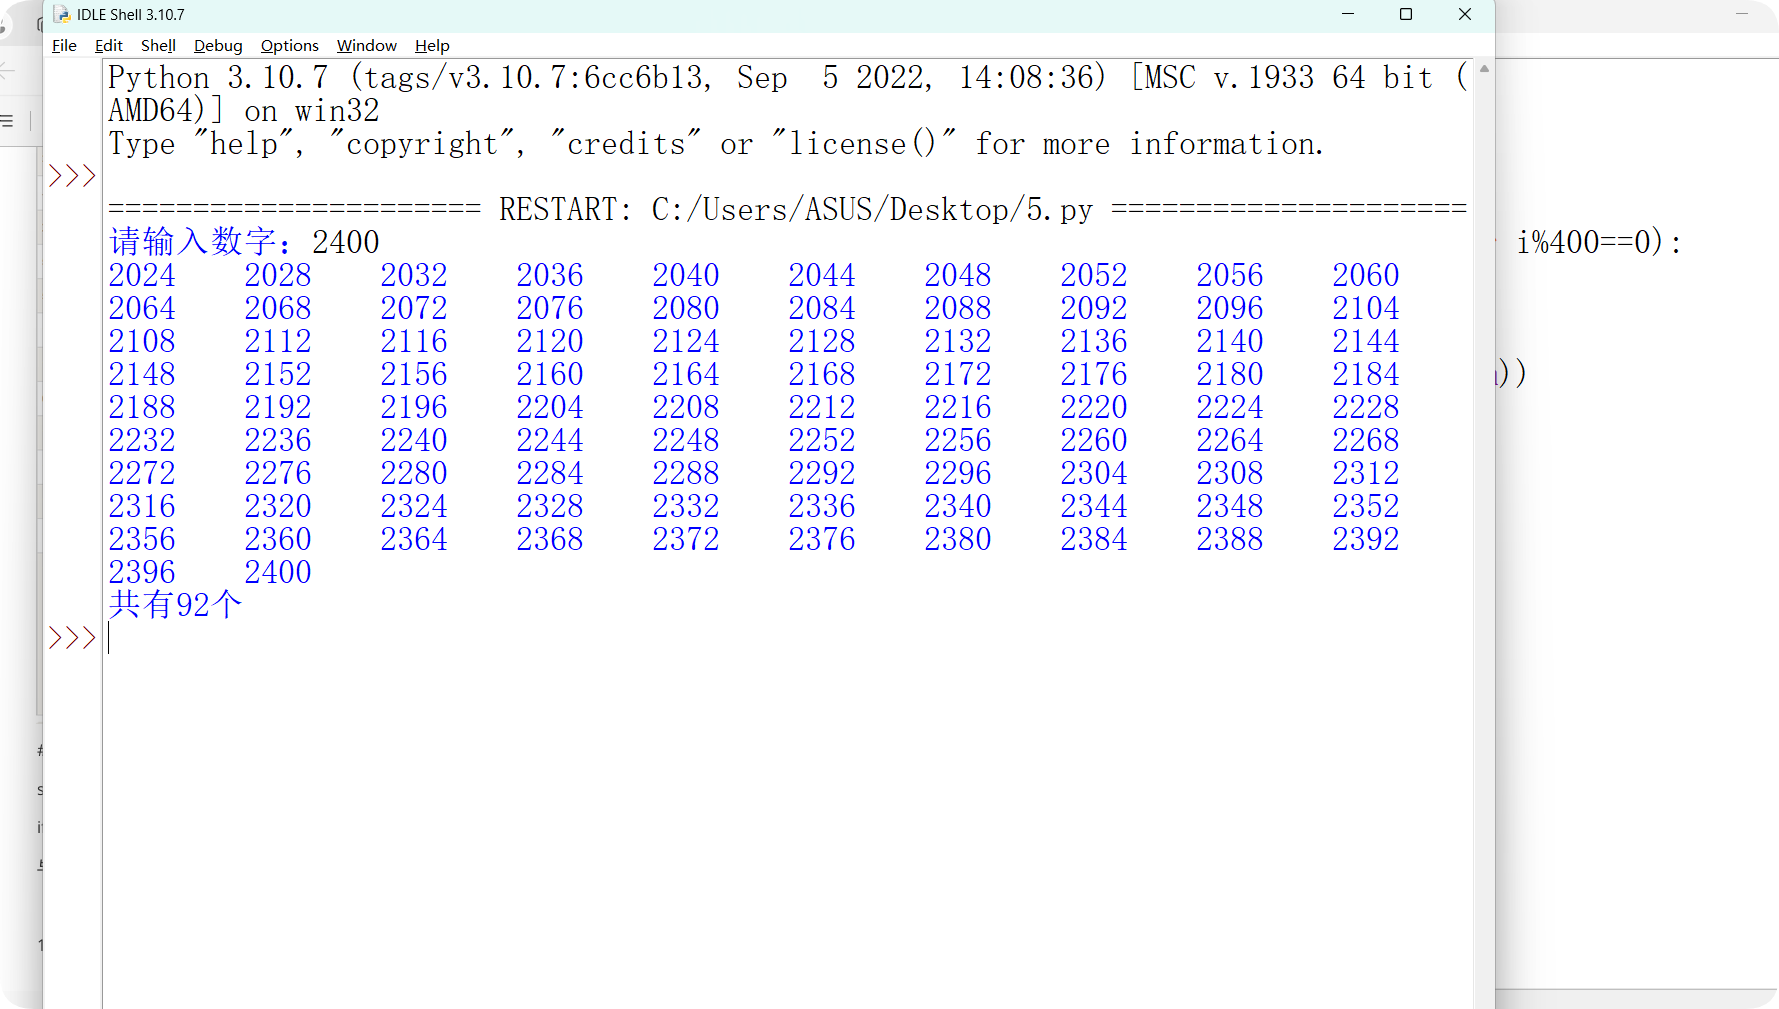 IDLE Shell 3.10.7
File Edit Shell Debug Options Window Help
Python 3.10.7 (tags/v3.10.7:6cc6b13, Sep  5 2022, 14:08:36) [MSC v.1933 64 bit (
AMD64)] on win32
Type "help", "copyright", "credits" or "license()" for more information.
>>>
====================== RESTART: C:/Users/ASUS/Desktop/5.py =====================
请输入数字：2400
i%400==0):
2024 2028 2032 2036 2040 2044 2048 2052 2056 2060
2064 2068 2072 2076 2080 2084 2088 2092 2096 2104
2108 2112 2116 2120 2124 2128 2132 2136 2140 2144
2148 2152 2156 2160 2164 2168 2172 2176 2180 2184
))
2188 2192 2196 2204 2208 2212 2216 2220 2224 2228
2232 2236 2240 2244 2248 2252 2256 2260 2264 2268
2272 2276 2280 2284 2288 2292 2296 2304 2308 2312
2316 2320 2324 2328 2332 2336 2340 2344 2348 2352
2356 2360 2364 2368 2372 2376 2380 2384 2388 2392
2396 2400
共有92个
>>>